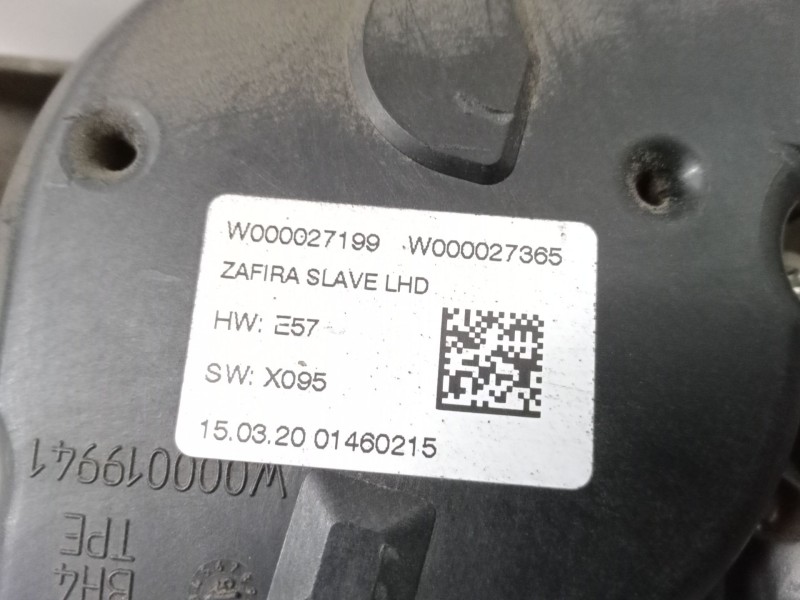 W000027199 W000027365
ZAFIRA SLAVE LHD
HW: E57
SW: X095
15.03.20 01460215
W000019941
TPE
BH4